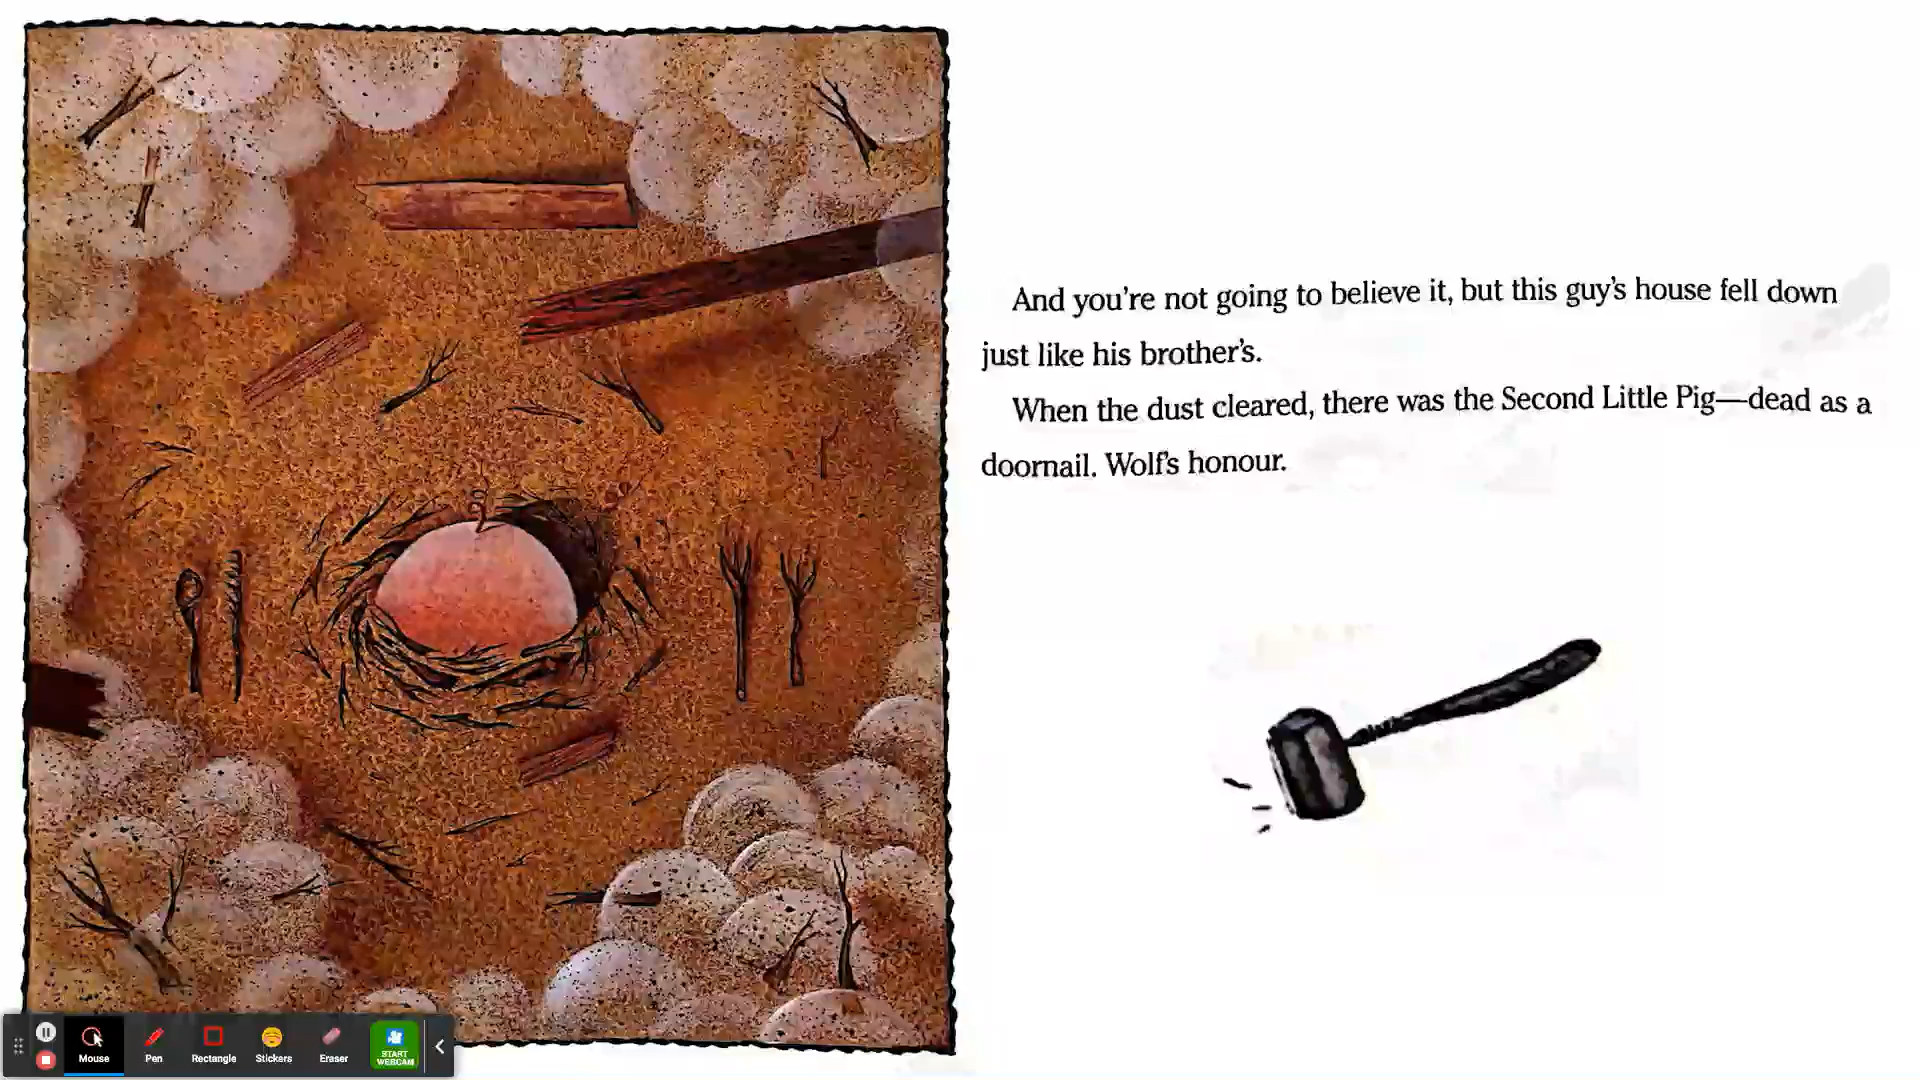 And you're not going to believe it, but this guy's house fell down
just like his brother's.
When the dust cleared, there was the Second Little Pig—dead as a
doornail. Wolf's honour.
Mouse
Pen
Rectangle
Stickers
Eraser
START
WEBCAM